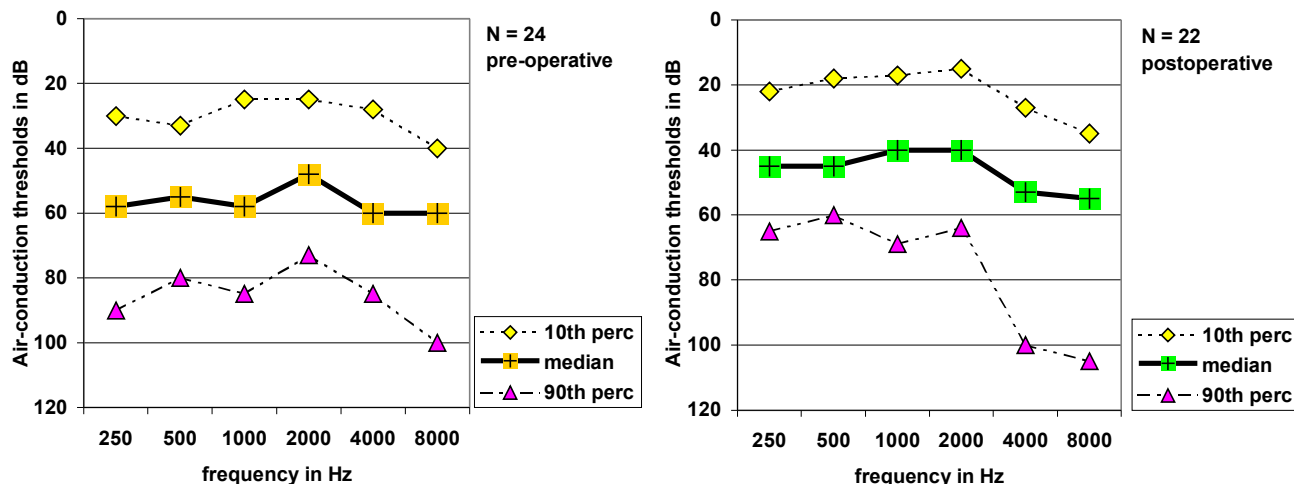 Air-conduction thresholds in dB
0
20
40
60
80
100
120
250 500 1000 2000 4000 8000
frequency in Hz
N = 24
pre-operative
10th perc
median
90th perc
Air-conduction thresholds in dB
0
20
40
60
80
100
120
250 500 1000 2000 4000 8000
frequency in Hz
N = 22
postoperative
10th perc
median
90th perc